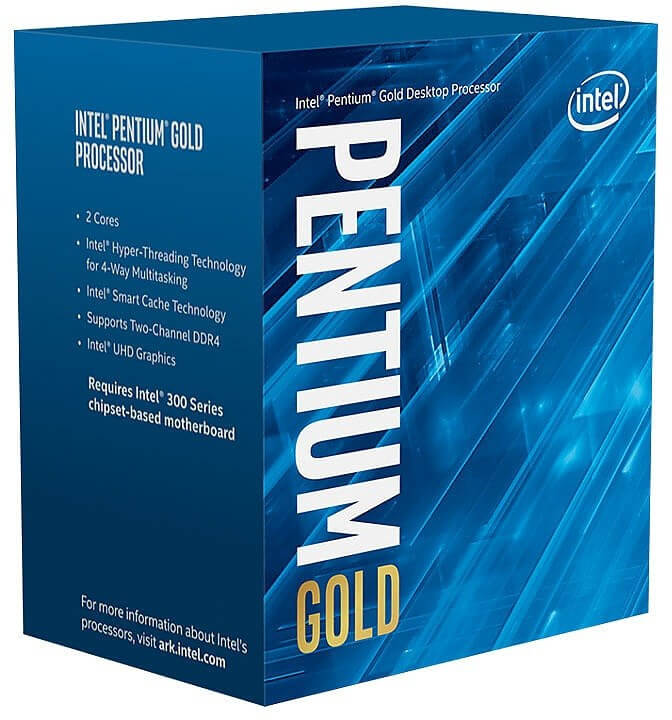 INTEL® PENTIUM® GOLD
PROCESSOR
• 2 Cores
• Intel® Hyper-Threading Technology
for 4-Way Multitasking
• Intel® Smart Cache Technology
• Supports Two-Channel DDR4
• Intel® UHD Graphics
Requires Intel® 300 Series
chipset-based motherboard
For more information about Intel's
processors, visit ark.intel.com
Intel® Pentium® Gold Desktop Processor
intel®
PENTIUM
GOLD